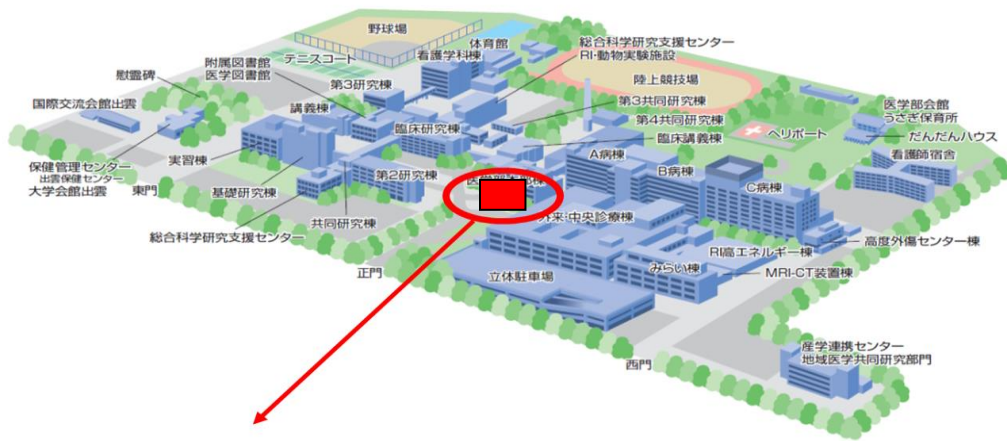 野球場
体育館
看護学科棟
総合科学研究支援センター
RI・動物実験施設
テニスコート
附属図書館
医学図書館
第3研究棟
陸上競技場
慰霊碑
国際交流会館出雲
講義棟
臨床研究棟
第3共同研究棟
第4共同研究棟
臨床講義棟
ヘリポート
医学部会館
うさぎ保育所
だんだんハウス
看護師宿舎
保健管理センター
出雲保健センター
大学会館出雲
実習棟
東門
基礎研究棟
第2研究棟
A病棟
B病棟
C病棟
共同研究棟
総合科学研究支援センター
外来・中央診療棟
高度外傷センター棟
RI高エネルギー棟
みらい棟
MRI-CT装置棟
正門
立体駐車場
西門
産学連携センター
地域医学共同研究部門